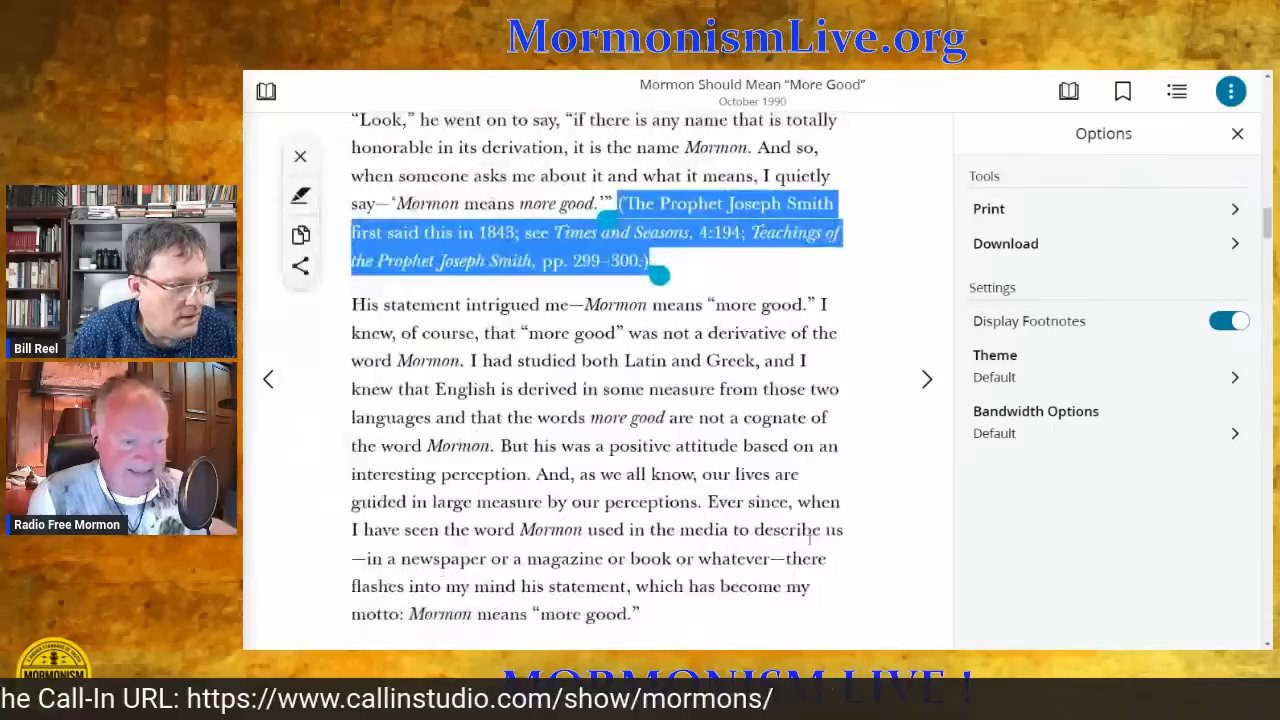 MormonismLive.org
Mormon Should Mean “More Good”
October 1990
“Look,” he went on to say, “if there is any name that is totally
honorable in its derivation, it is the name Mormon. And so,
when someone asks me about it and what it means, I quietly
say—‘Mormon means more good.’” (The Prophet Joseph Smith
first said this in 1843; see Times and Seasons, 4:194; Teachings of
the Prophet Joseph Smith, pp. 299–300.)
His statement intrigued me—Mormon means “more good.” I
knew, of course, that “more good” was not a derivative of the
word Mormon. I had studied both Latin and Greek, and I
knew that English is derived in some measure from those two
languages and that the words more good are not a cognate of
the word Mormon. But his was a positive attitude based on an
interesting perception. And, as we all know, our lives are
guided in large measure by our perceptions. Ever since, when
I have seen the word Mormon used in the media to describe us
—in a newspaper or a magazine or book or whatever—there
flashes into my mind his statement, which has become my
motto: Mormon means “more good.”
Options
Tools
Print
Download
Settings
Display Footnotes
Theme
Default
Bandwidth Options
Default
Bill Reel
Radio Free Mormon
MORMONISM
MORMONISM LIVE !
he Call-In URL: https://www.callinstudio.com/show/mormons/